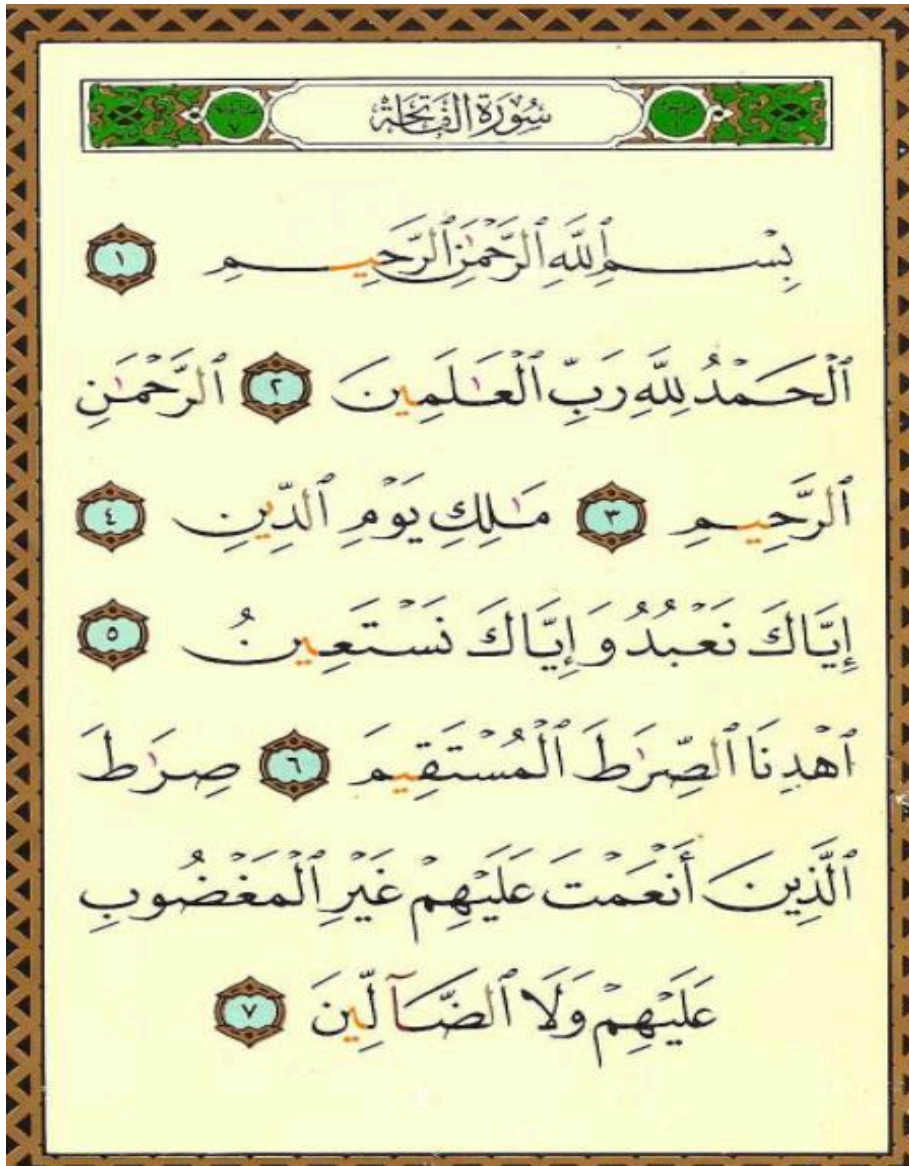 سُورَةُ الفَاتِحَة
بِسْمِ ٱللَّهِ ٱلرَّحْمَٰنِ ٱلرَّحِيمِ ١
ٱلْحَمْدُ لِلَّهِ رَبِّ ٱلْعَٰلَمِينَ ٢ ٱلرَّحْمَٰنِ
ٱلرَّحِيمِ ٣ مَٰلِكِ يَوْمِ ٱلدِّينِ ٤
إِيَّاكَ نَعْبُدُ وَإِيَّاكَ نَسْتَعِينُ ٥
ٱهْدِنَا ٱلصِّرَٰطَ ٱلْمُسْتَقِيمَ ٦ صِرَٰطَ
ٱلَّذِينَ أَنْعَمْتَ عَلَيْهِمْ غَيْرِ ٱلْمَغْضُوبِ
عَلَيْهِمْ وَلَا ٱلضَّآلِّينَ ٧